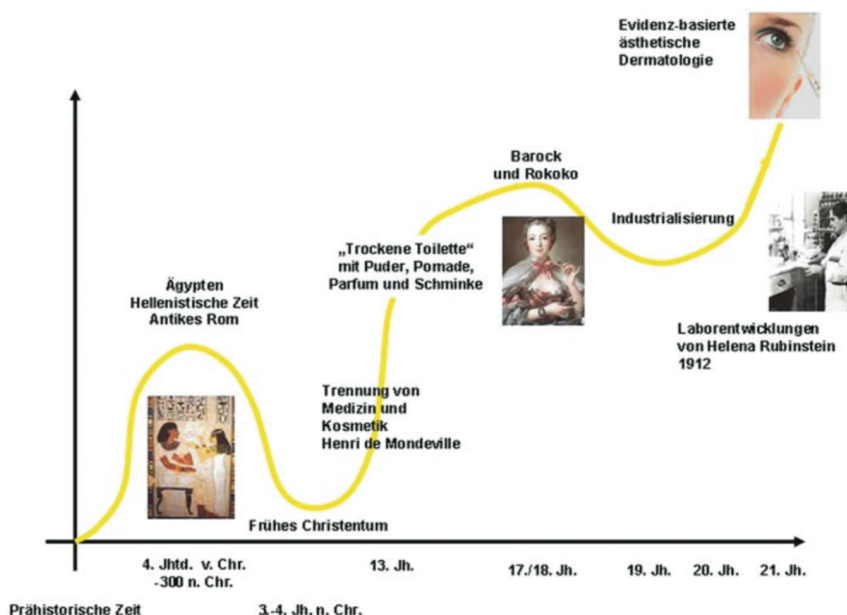 Evidenz-basierte
ästhetische
Dermatologie
Barock
und Rokoko
Industrialisierung
„Trockene Toilette“
mit Puder, Pomade,
Parfum und Schminke
Ägypten
Hellenistische Zeit
Antikes Rom
Laborentwicklungen
von Helena Rubinstein
1912
Trennung von
Medizin und
Kosmetik
Henri de Mondeville
Frühes Christentum
4. Jhtd. v. Chr.
-300 n. Chr.
13. Jh.
17./18. Jh.
19. Jh.
20. Jh.
21. Jh.
Prähistorische Zeit
3.-4. Jh. n. Chr.